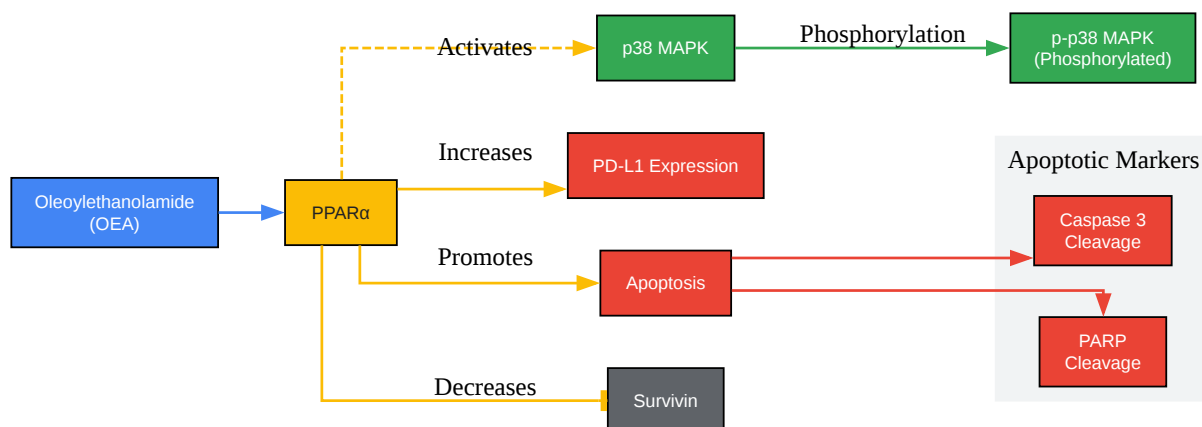 Activates
p38 MAPK
Phosphorylation
p-p38 MAPK
(Phosphorylated)
Increases
PD-L1 Expression
Apoptotic Markers
Oleoylethanolamide
(OEA)
PPARα
Caspase 3
Cleavage
Promotes
Apoptosis
PARP
Cleavage
Decreases
Survivin